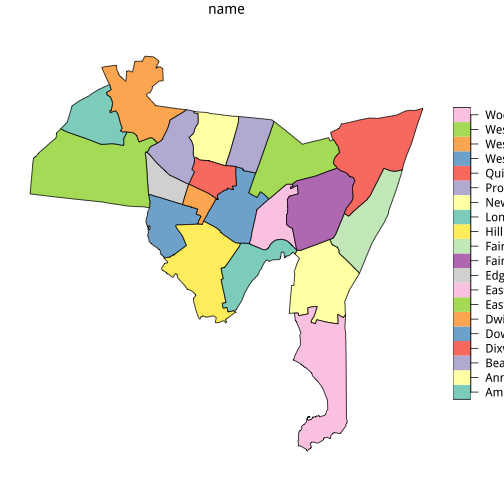 name
Woo
Wes
Wes
Wes
Qui
Pro
New
Lon
Hill
Fair
Fair
Edg
Eas
Eas
Dwi
Dow
Dix
Bea
Ann
Am